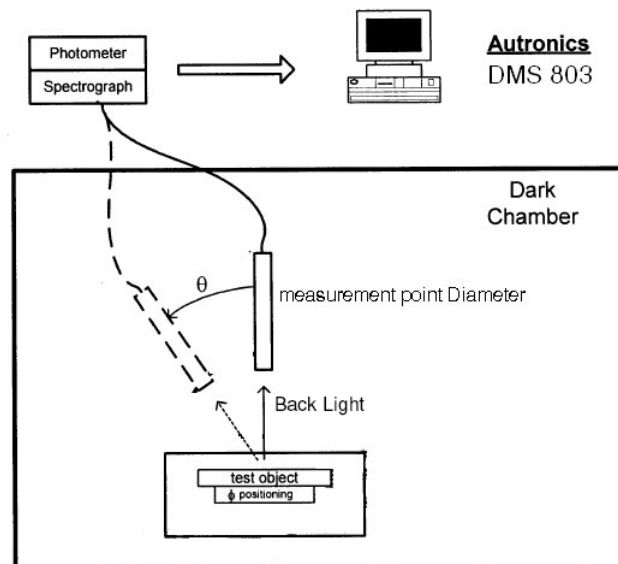 Photometer
Spectrograph
Autronics
DMS 803
Dark
Chamber
θ
measurement point Diameter
Back Light
test object
ϕ positioning